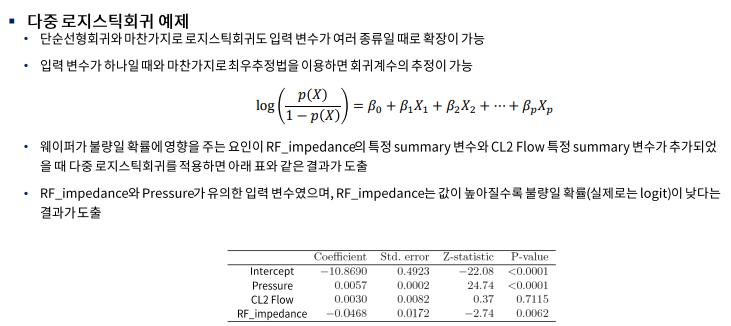 ▪ 다중 로지스틱회귀 예제
• 단순선형회귀와 마찬가지로 로지스틱회귀도 입력 변수가 여러 종류일 때로 확장이 가능
• 입력 변수가 하나일 때와 마찬가지로 최우추정법을 이용하면 회귀계수의 추정이 가능
log(p(X)/(1 − p(X))) = β₀ + β₁X₁ + β₂X₂ + ⋯ + βₚXₚ
• 웨이퍼가 불량일 확률에 영향을 주는 요인이 RF_impedance의 특정 summary 변수와 CL2 Flow 특정 summary 변수가 추가되었
을 때 다중 로지스틱회귀를 적용하면 아래 표와 같은 결과가 도출
• RF_impedance와 Pressure가 유의한 입력 변수였으며, RF_impedance는 값이 높아질수록 불량일 확률(실제로는 logit)이 낮다는
결과가 도출
Coefficient Std. error Z-statistic P-value
Intercept −10.8690 0.4923 −22.08 <0.0001
Pressure 0.0057 0.0002 24.74 <0.0001
CL2 Flow 0.0030 0.0082 0.37 0.7115
RF_impedance −0.0468 0.0172 −2.74 0.0062